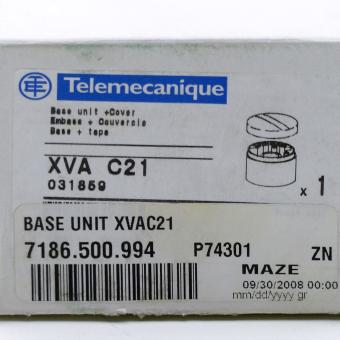 Telemecanique
Base unit +Cover
Embase + Couvercle
Base + tapa
XVA C21
031859
x 1
BASE UNIT XVAC21
7186.500.994 P74301 ZN
MAZE
09/30/2008 00:00
mm/dd/yyyy gr